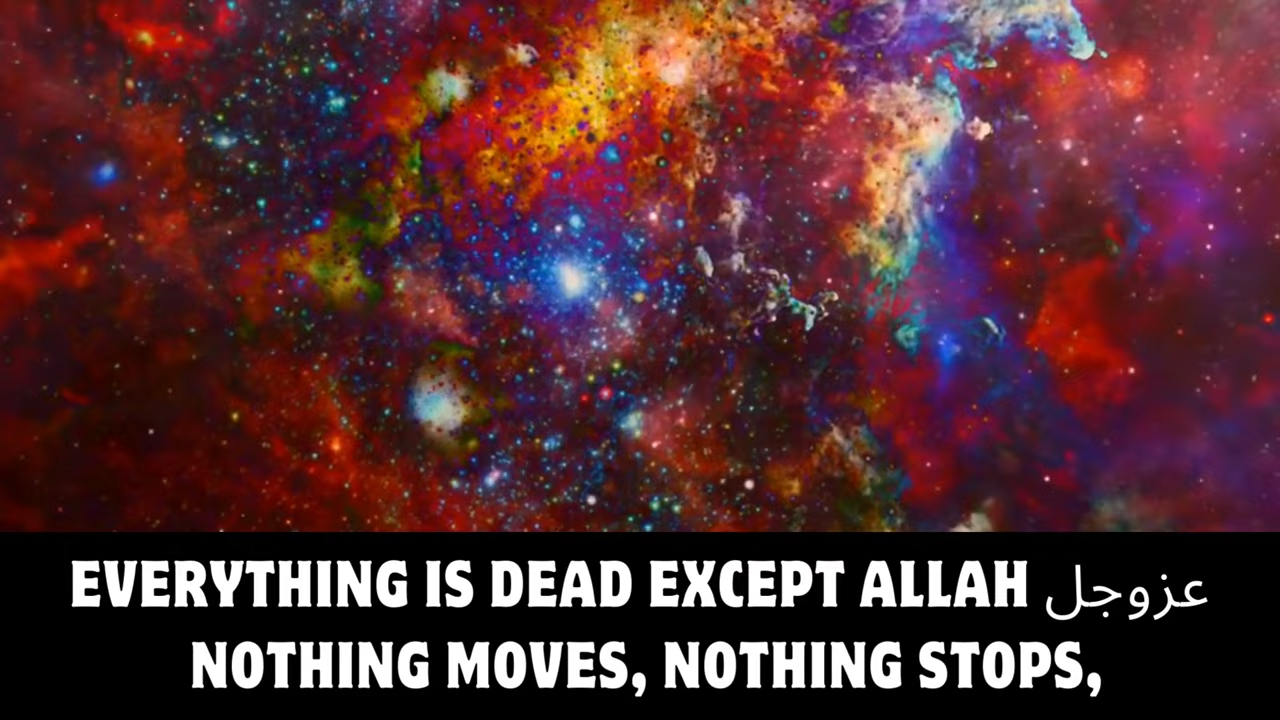 EVERYTHING IS DEAD EXCEPT ALLAH عزوجل
NOTHING MOVES, NOTHING STOPS,